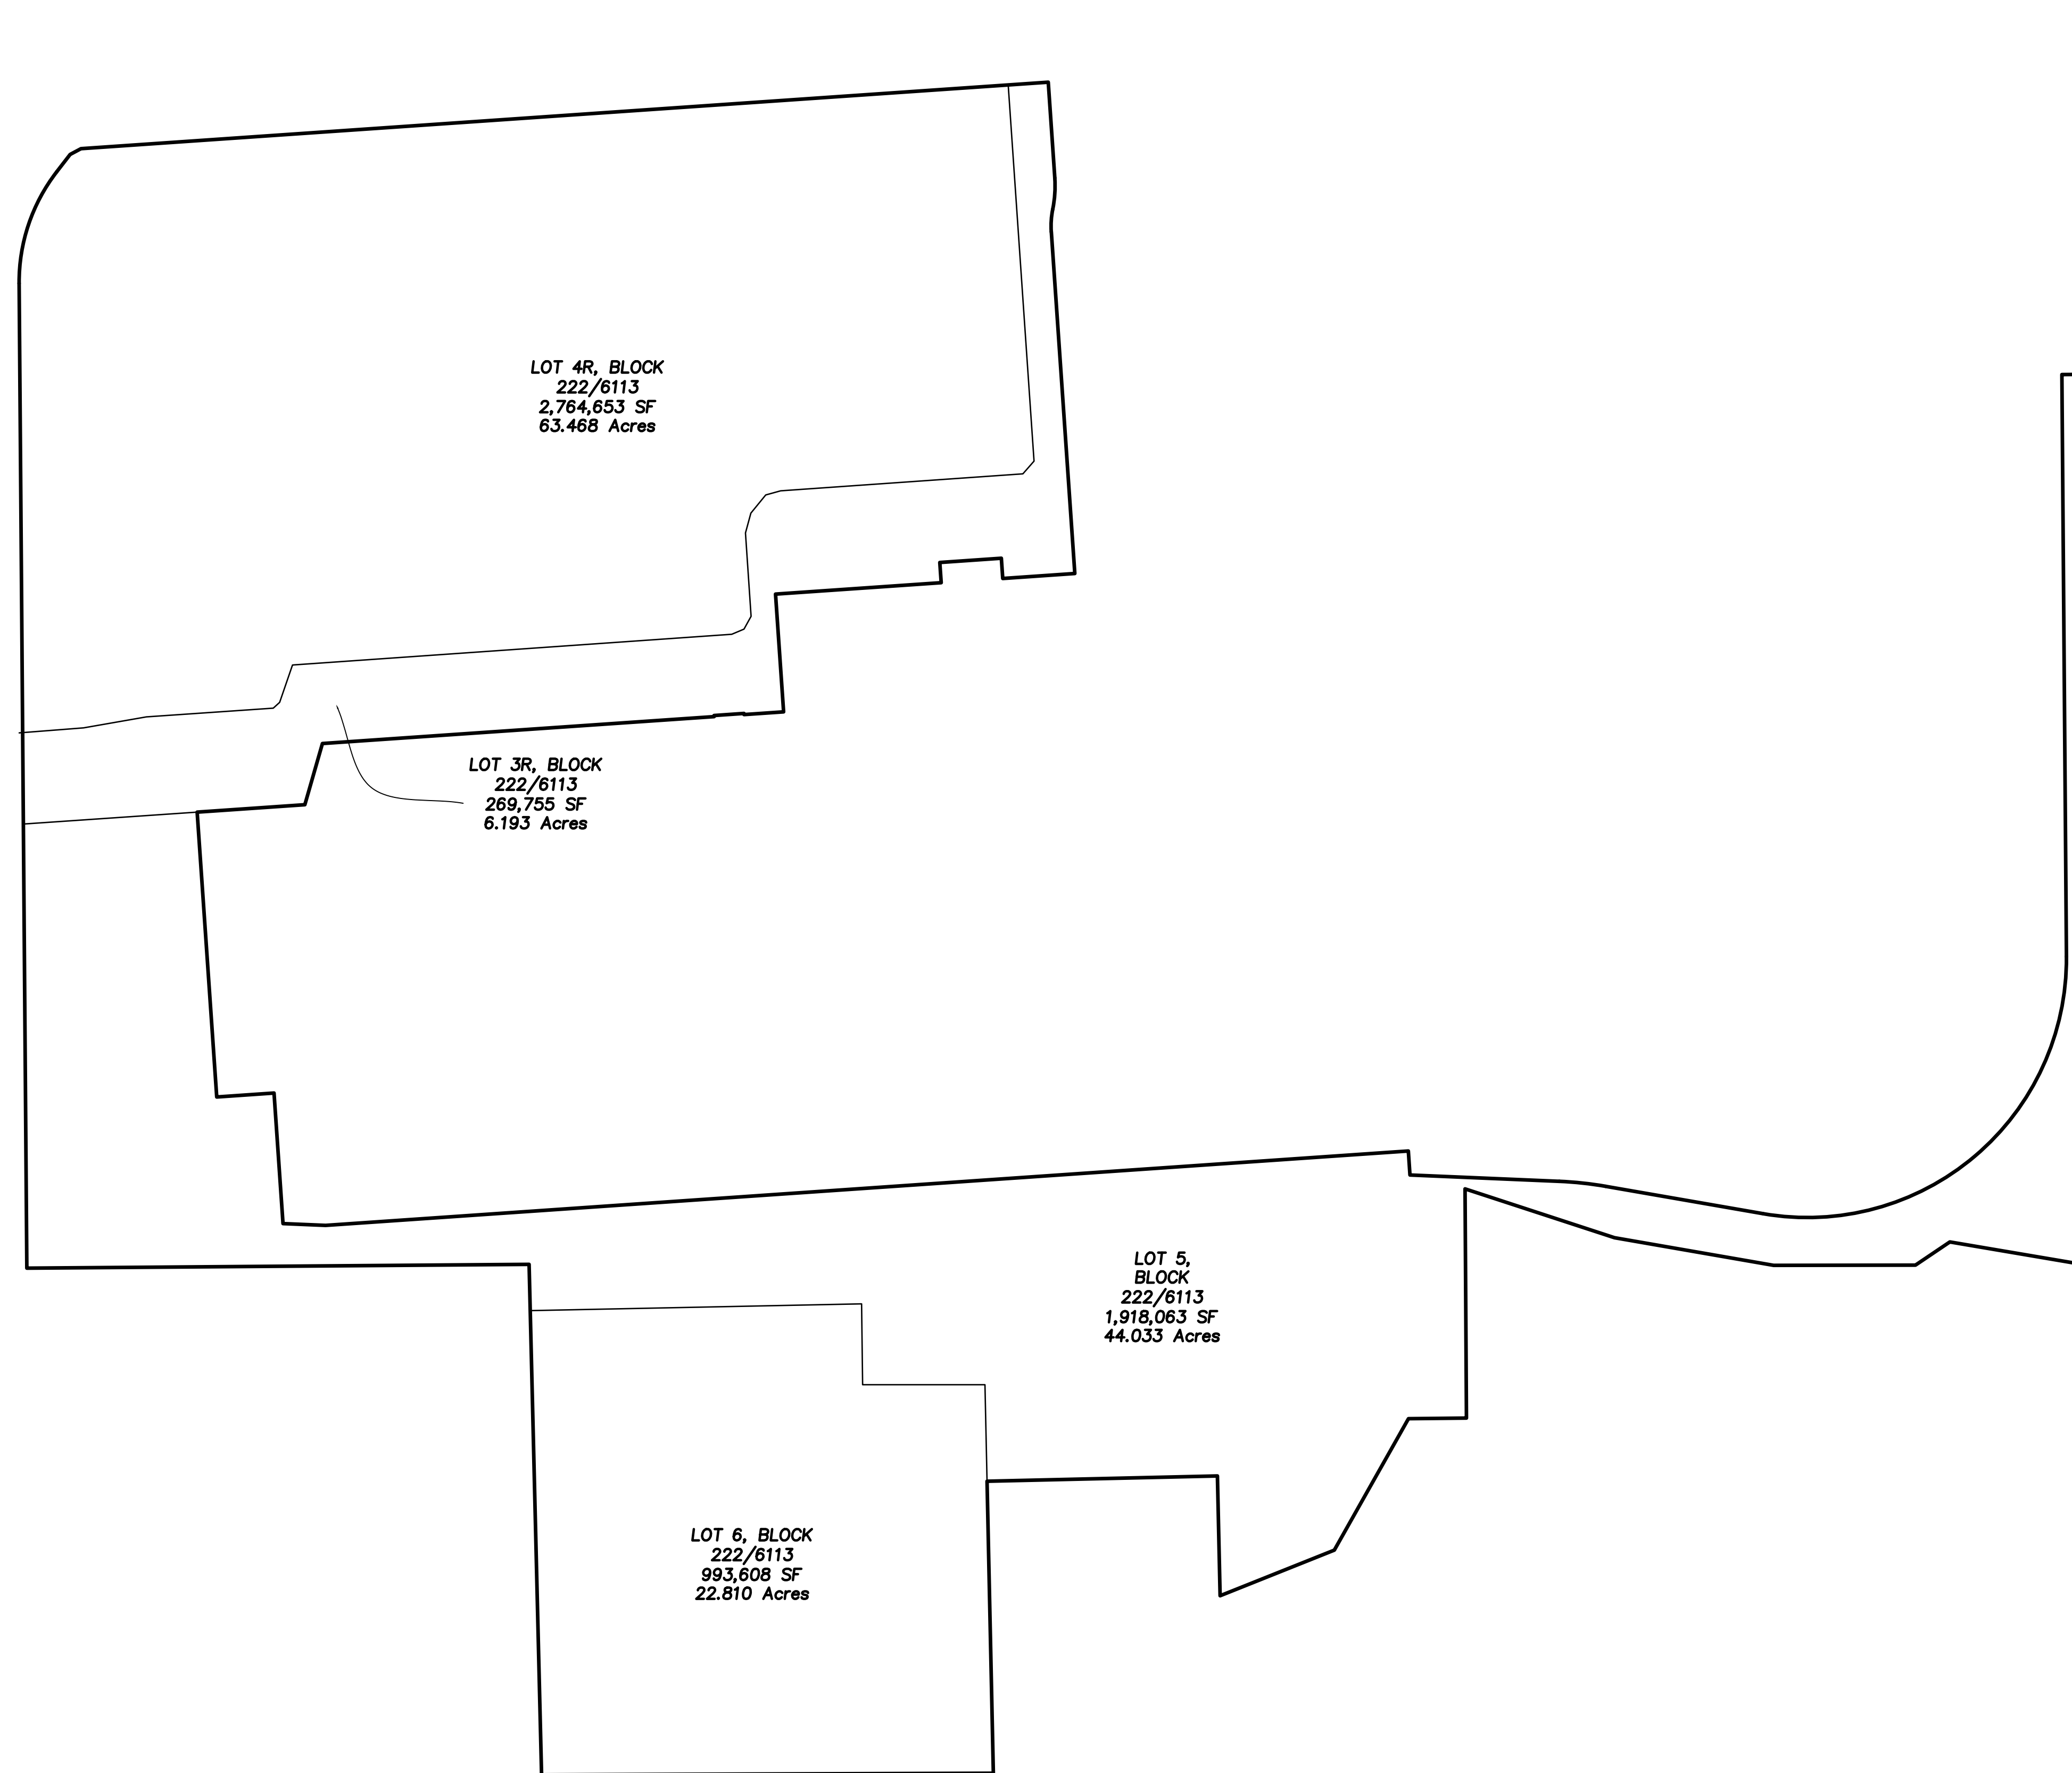 LOT 4R, BLOCK
222/6113
2,764,653 SF
63.468 Acres
LOT 3R, BLOCK
222/6113
269,755 SF
6.193 Acres
LOT 5,
BLOCK
222/6113
1,918,063 SF
44.033 Acres
LOT 6, BLOCK
222/6113
993,608 SF
22.810 Acres